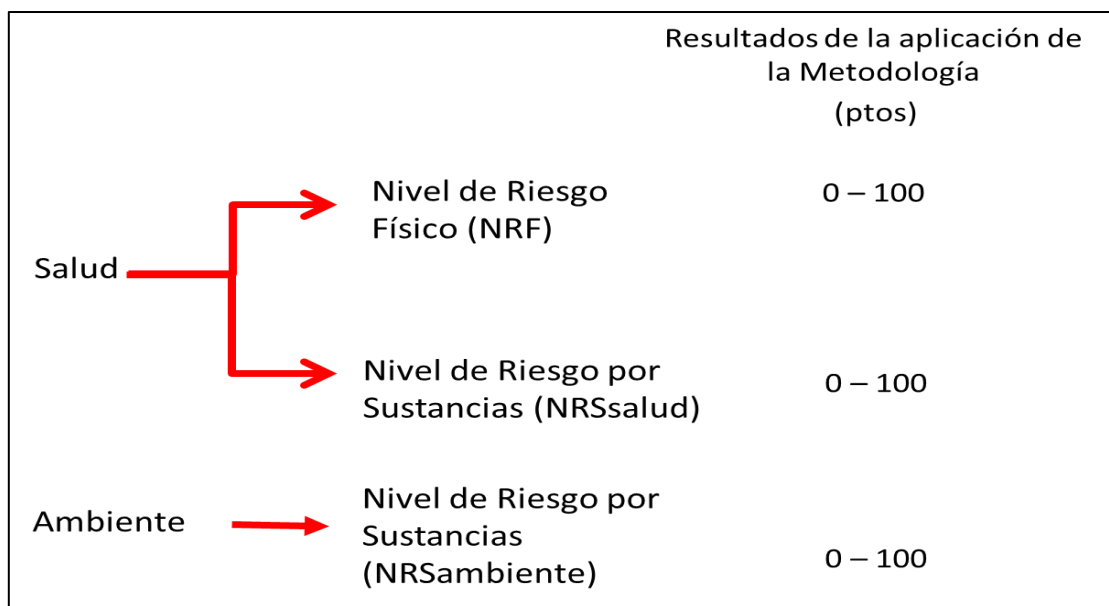 Resultados de la aplicación de
la Metodología
(ptos)
Salud
Nivel de Riesgo
Físico (NRF)
0 – 100
Nivel de Riesgo por
Sustancias (NRSsalud)
0 – 100
Ambiente
Nivel de Riesgo por
Sustancias
(NRSambiente)
0 – 100